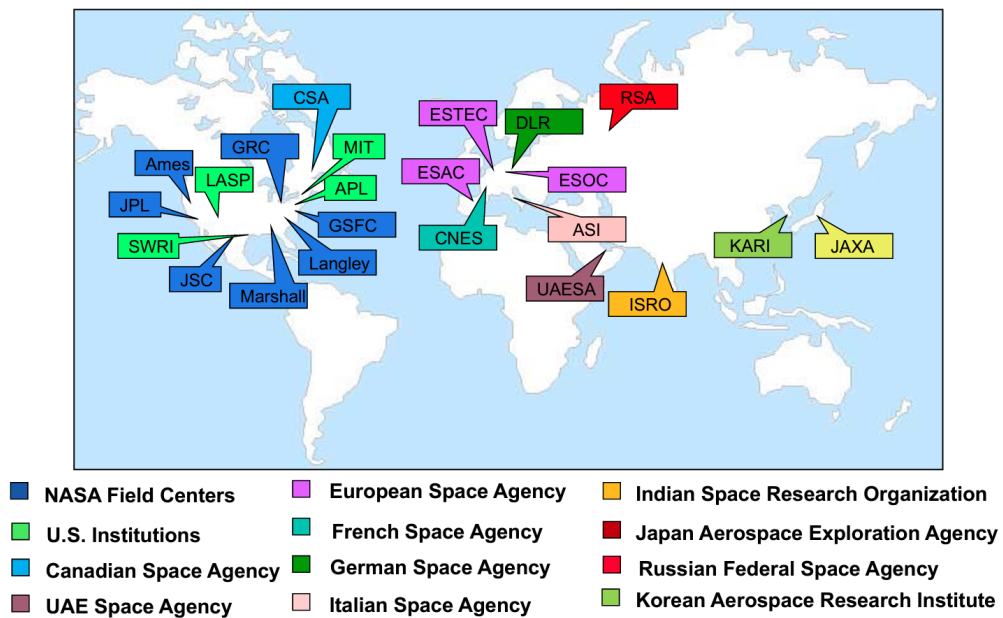 CSA
RSA
ESTEC
DLR
GRC
MIT
Ames
LASP
APL
ESAC
ESOC
JPL
GSFC
SWRI
CNES
ASI
KARI
JAXA
JSC
Langley
Marshall
UAESA
ISRO
NASA Field Centers
U.S. Institutions
Canadian Space Agency
UAE Space Agency
European Space Agency
French Space Agency
German Space Agency
Italian Space Agency
Indian Space Research Organization
Japan Aerospace Exploration Agency
Russian Federal Space Agency
Korean Aerospace Research Institute